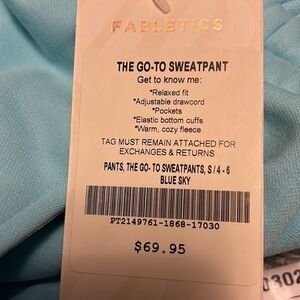 FABLETICS
THE GO-TO SWEATPANT
Get to know me:
*Relaxed fit
*Adjustable drawcord
*Pockets
*Elastic bottom cuffs
*Warm, cozy fleece
TAG MUST REMAIN ATTACHED FOR
EXCHANGES & RETURNS
PANTS, THE GO- TO SWEATPANTS, S / 4 - 6
BLUE SKY
PT2149761-1868-17030
$69.95